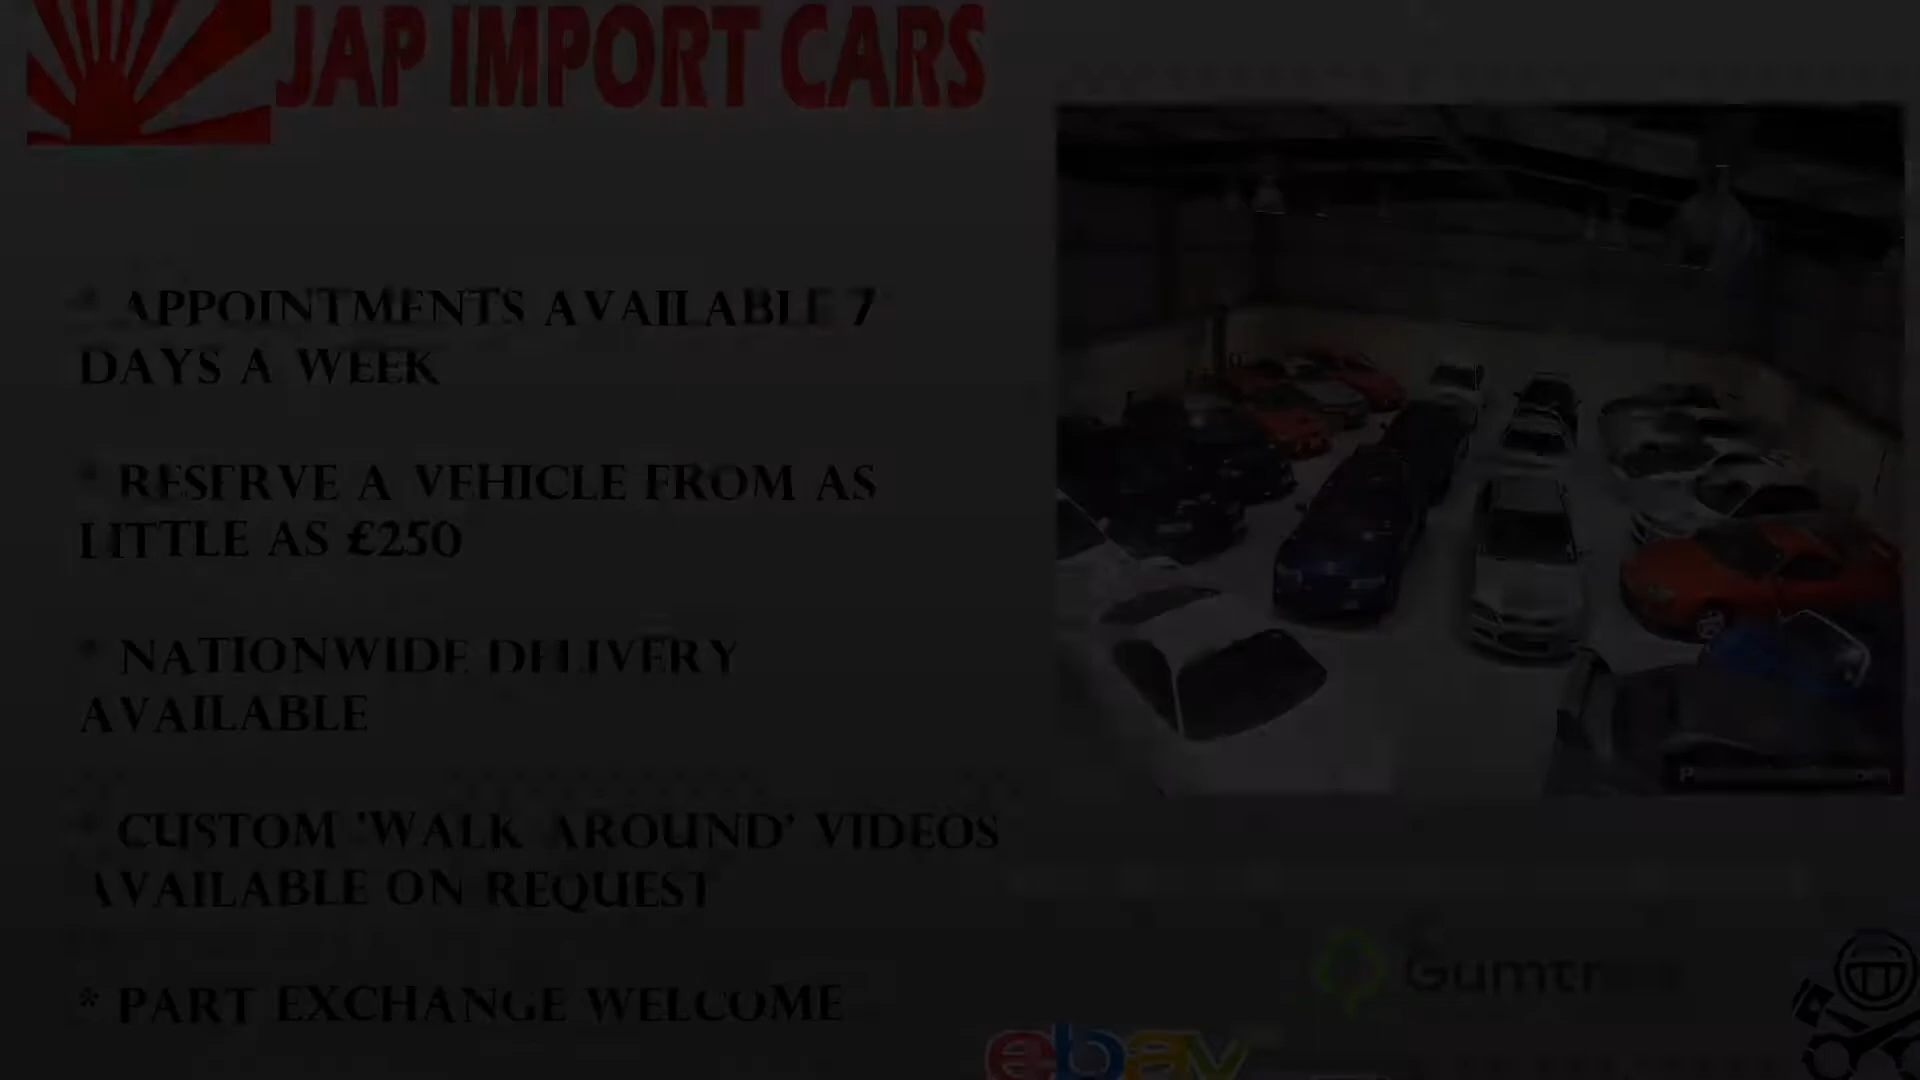 JAP IMPORT CARS
* APPOINTMENTS AVAILABLE 7
DAYS A WEEK
* RESERVE A VEHICLE FROM AS
LITTLE AS £250
* NATIONWIDE DELIVERY
AVAILABLE
* CUSTOM 'WALK AROUND' VIDEOS
AVAILABLE ON REQUEST
* PART EXCHANGE WELCOME
Gumtree
ebay